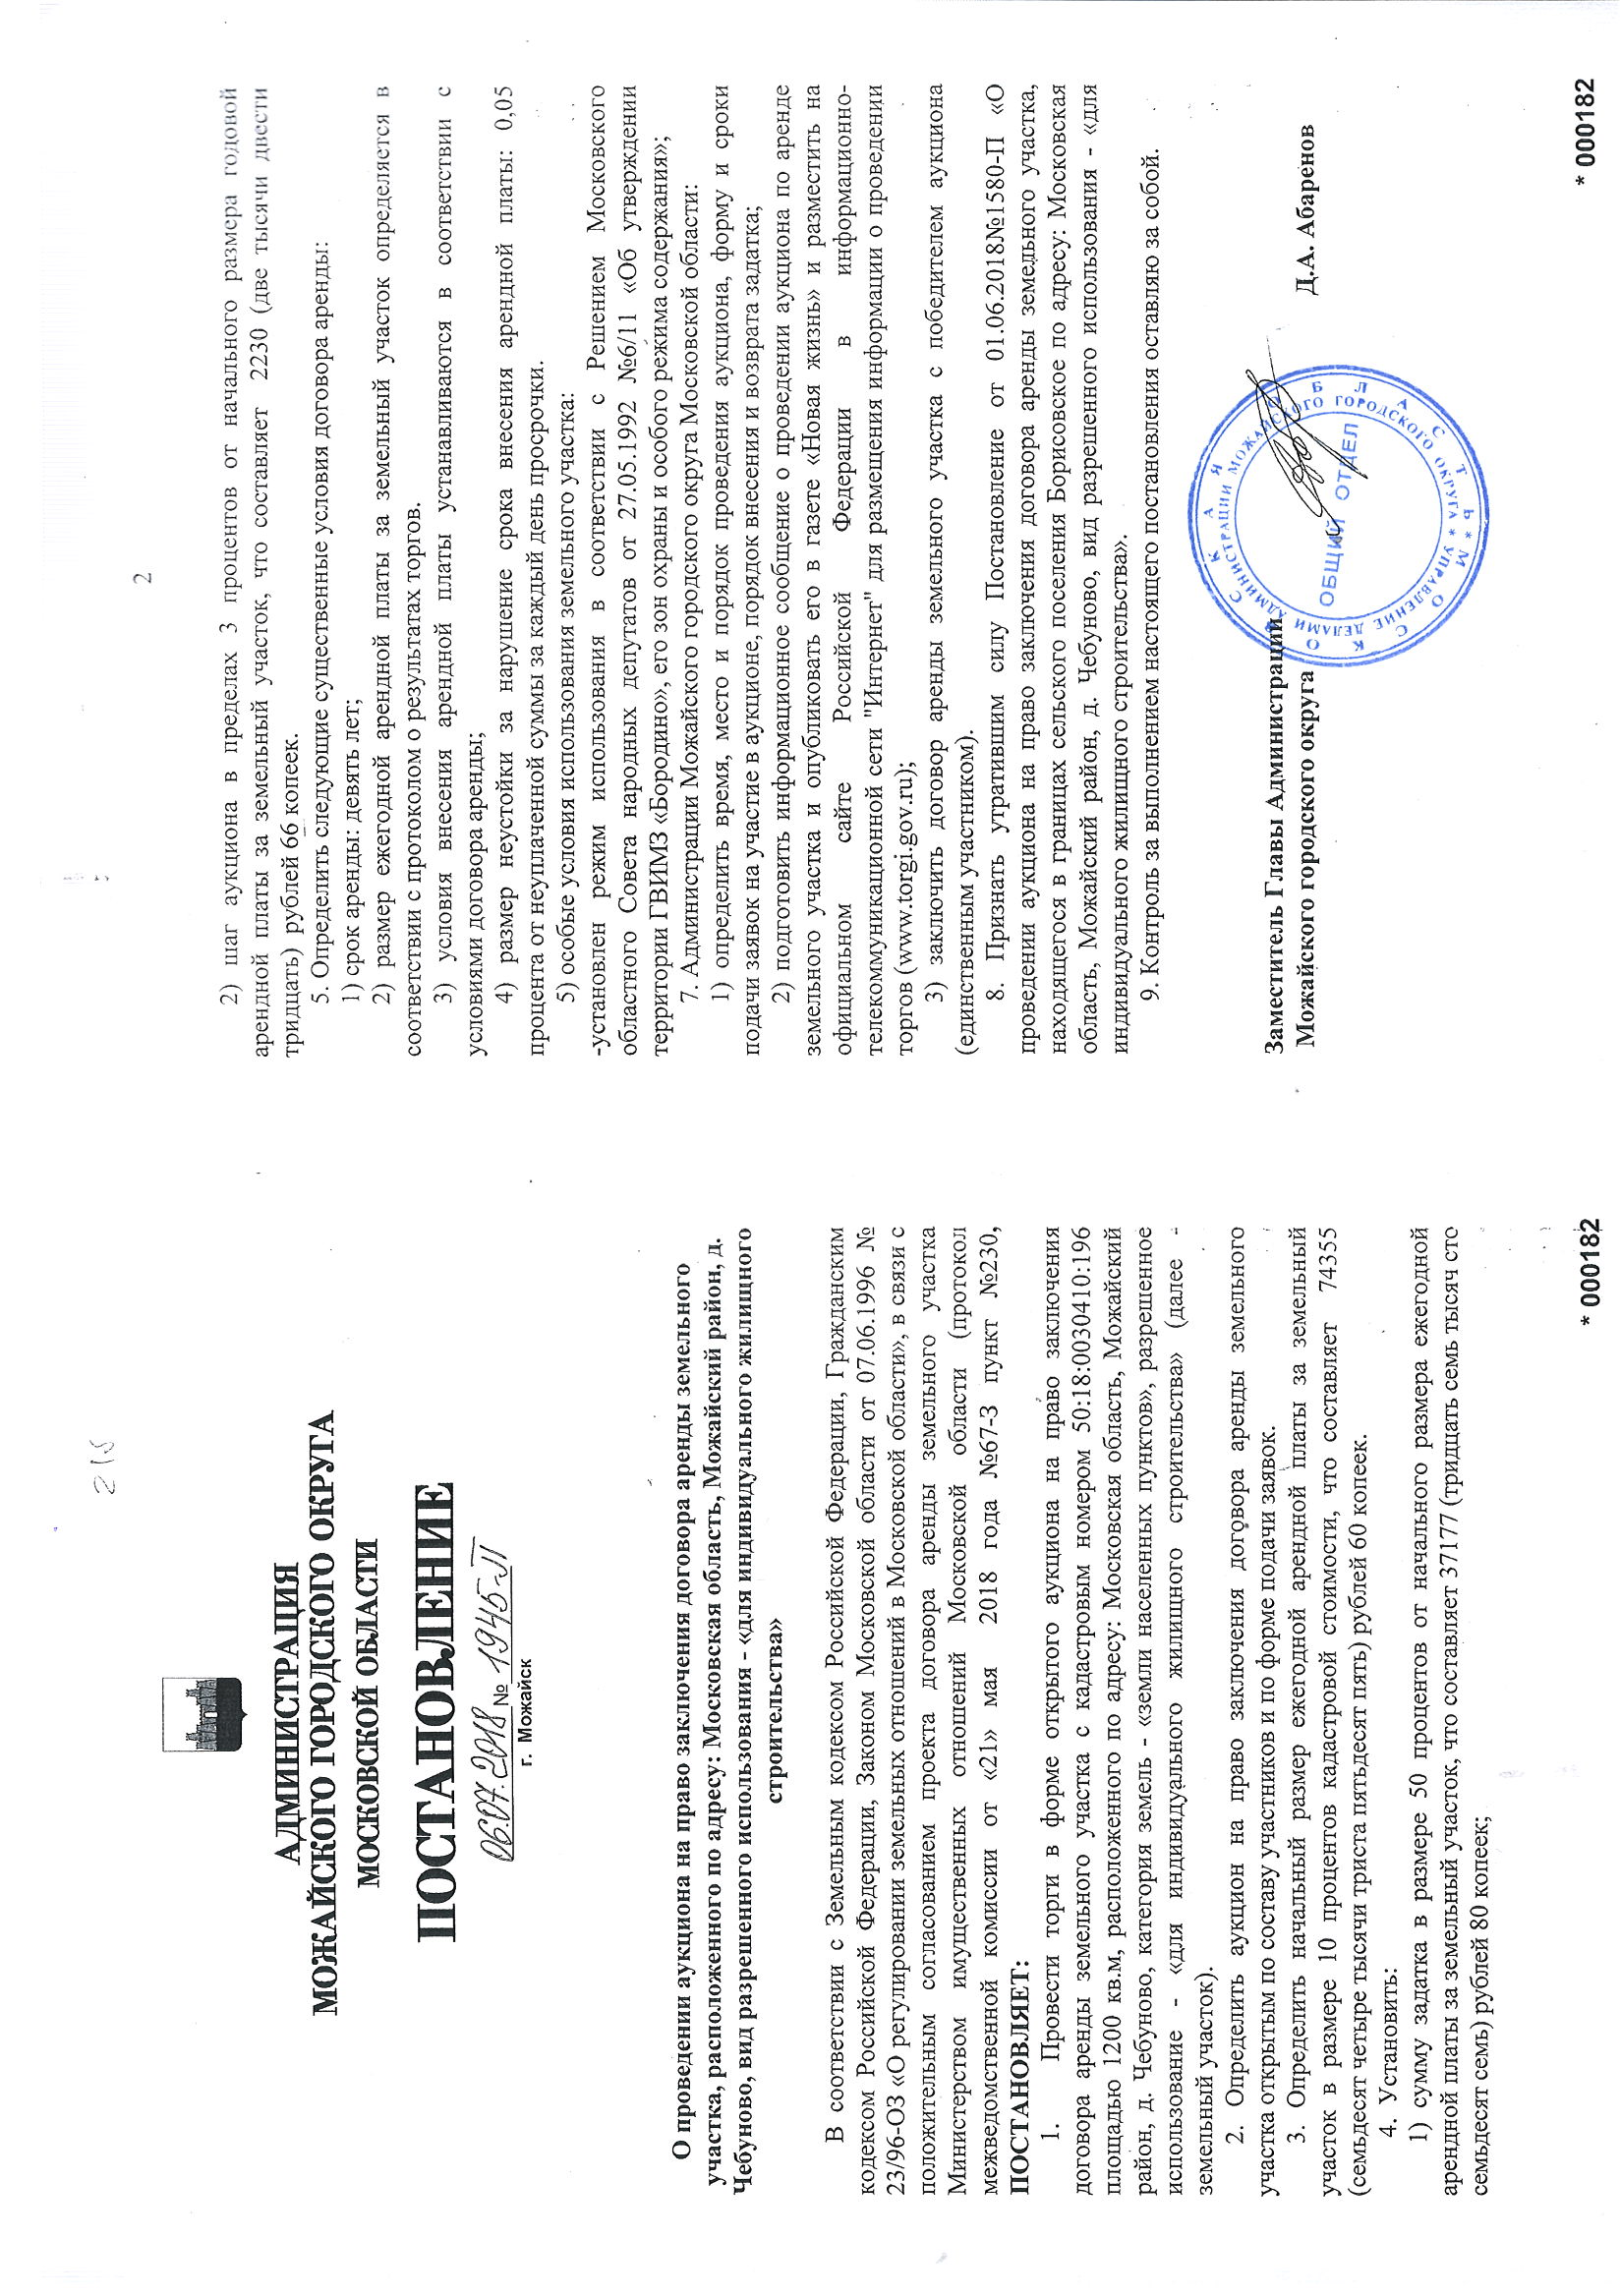 215
АДМИНИСТРАЦИЯ
МОЖАЙСКОГО ГОРОДСКОГО ОКРУГА
МОСКОВСКОЙ ОБЛАСТИ
ПОСТАНОВЛЕНИЕ
06.07.2018 № 1945-П
г. Можайск
О проведении аукциона на право заключения договора аренды земельного
участка, расположенного по адресу: Московская область, Можайский район, д.
Чебуново, вид разрешенного использования - «для индивидуального жилищного
строительства»
В соответствии с Земельным кодексом Российской Федерации, Гражданским
кодексом Российской Федерации, Законом Московской области от 07.06.1996 №
23/96-ОЗ «О регулировании земельных отношений в Московской области», в связи с
положительным согласованием проекта договора аренды земельного участка
Министерством имущественных отношений Московской области (протокол
межведомственной комиссии от «21» мая 2018 года №67-З пункт №230,
ПОСТАНОВЛЯЕТ:
1. Провести торги в форме открытого аукциона на право заключения
договора аренды земельного участка с кадастровым номером 50:18:0030410:196
площадью 1200 кв.м, расположенного по адресу: Московская область, Можайский
район, д. Чебуново, категория земель - «земли населенных пунктов», разрешенное
использование - «для индивидуального жилищного строительства» (далее -
земельный участок).
2. Определить аукцион на право заключения договора аренды земельного
участка открытым по составу участников и по форме подачи заявок.
3. Определить начальный размер ежегодной арендной платы за земельный
участок в размере 10 процентов кадастровой стоимости, что составляет 74355
(семьдесят четыре тысячи триста пятьдесят пять) рублей 60 копеек.
4. Установить:
1) сумму задатка в размере 50 процентов от начального размера ежегодной
арендной платы за земельный участок, что составляет 37177 (тридцать семь тысяч сто
семьдесят семь) рублей 80 копеек;
* 000182
2
2) шаг аукциона в пределах 3 процентов от начального размера годовой
арендной платы за земельный участок, что составляет 2230 (две тысячи двести
тридцать) рублей 66 копеек.
5. Определить следующие существенные условия договора аренды:
1) срок аренды: девять лет;
2) размер ежегодной арендной платы за земельный участок определяется в
соответствии с протоколом о результатах торгов.
3) условия внесения арендной платы устанавливаются в соответствии с
условиями договора аренды;
4) размер неустойки за нарушение срока внесения арендной платы: 0,05
процента от неуплаченной суммы за каждый день просрочки.
5) особые условия использования земельного участка:
-установлен режим использования в соответствии с Решением Московского
областного Совета народных депутатов от 27.05.1992 №6/11 «Об утверждении
территории ГВИМЗ «Бородино», его зон охраны и особого режима содержания»;
7. Администрации Можайского городского округа Московской области:
1) определить время, место и порядок проведения аукциона, форму и сроки
подачи заявок на участие в аукционе, порядок внесения и возврата задатка;
2) подготовить информационное сообщение о проведении аукциона по аренде
земельного участка и опубликовать его в газете «Новая жизнь» и разместить на
официальном сайте Российской Федерации в информационно-
телекоммуникационной сети "Интернет" для размещения информации о проведении
торгов (www.torgi.gov.ru);
3) заключить договор аренды земельного участка с победителем аукциона
(единственным участником).
8. Признать утратившим силу Постановление от 01.06.2018№1580-П «О
проведении аукциона на право заключения договора аренды земельного участка,
находящегося в границах сельского поселения Борисовское по адресу: Московская
область, Можайский район, д. Чебуново, вид разрешенного использования - «для
индивидуального жилищного строительства».
9. Контроль за выполнением настоящего постановления оставляю за собой.
Заместитель Главы Администрации
Можайского городского округа Д.А. Абаренов
МОСКОВСКАЯ ОБЛАСТЬ *
УПРАВЛЕНИЕ ДЕЛАМИ АДМИНИСТРАЦИИ МОЖАЙСКОГО ГОРОДСКОГО ОКРУГА *
ОБЩИЙ ОТДЕЛ
* 000182